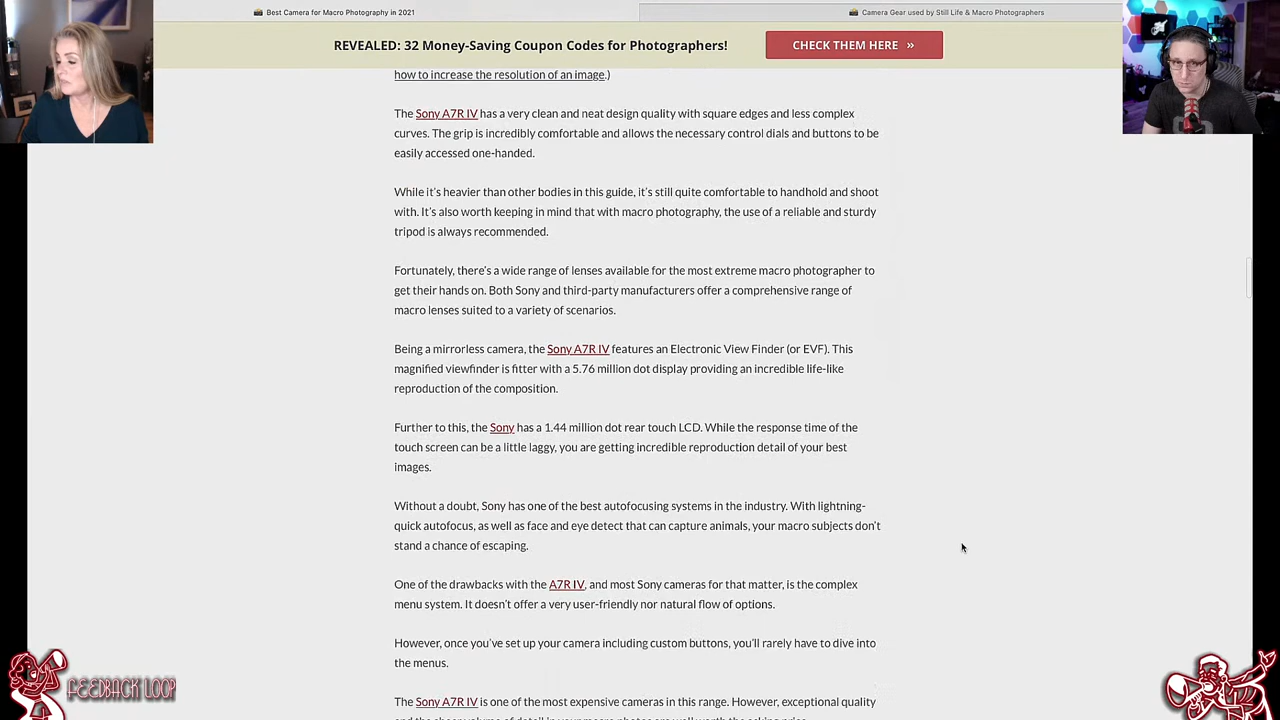 📸 Best Camera for Macro Photography in 2021
📸 Camera Gear used by Still Life & Macro Photographers
REVEALED: 32 Money-Saving Coupon Codes for Photographers!
CHECK THEM HERE »
how to increase the resolution of an image.)
The Sony A7R IV has a very clean and neat design quality with square edges and less complex
curves. The grip is incredibly comfortable and allows the necessary control dials and buttons to be
easily accessed one-handed.
While it's heavier than other bodies in this guide, it's still quite comfortable to handhold and shoot
with. It's also worth keeping in mind that with macro photography, the use of a reliable and sturdy
tripod is always recommended.
Fortunately, there's a wide range of lenses available for the most extreme macro photographer to
get their hands on. Both Sony and third-party manufacturers offer a comprehensive range of
macro lenses suited to a variety of scenarios.
Being a mirrorless camera, the Sony A7R IV features an Electronic View Finder (or EVF). This
magnified viewfinder is fitter with a 5.76 million dot display providing an incredible life-like
reproduction of the composition.
Further to this, the Sony has a 1.44 million dot rear touch LCD. While the response time of the
touch screen can be a little laggy, you are getting incredible reproduction detail of your best
images.
Without a doubt, Sony has one of the best autofocusing systems in the industry. With lightning-
quick autofocus, as well as face and eye detect that can capture animals, your macro subjects don't
stand a chance of escaping.
One of the drawbacks with the A7R IV, and most Sony cameras for that matter, is the complex
menu system. It doesn't offer a very user-friendly nor natural flow of options.
However, once you've set up your camera including custom buttons, you'll rarely have to dive into
the menus.
The Sony A7R IV is one of the most expensive cameras in this range. However, exceptional quality
FEEDBACK LOOP